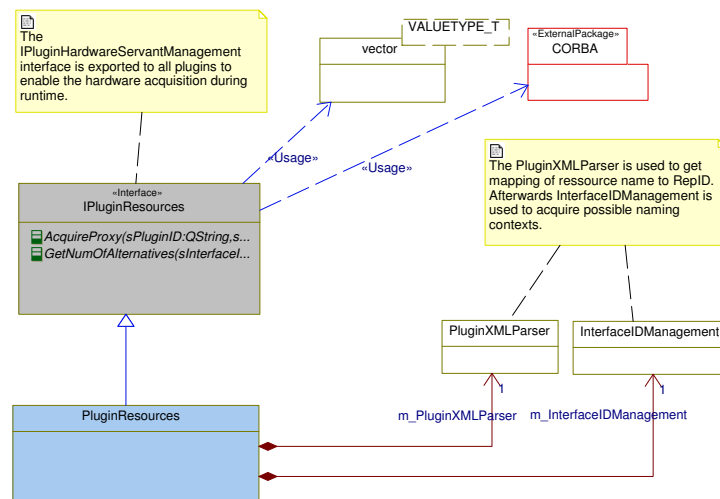 The
IPluginHardwareServantManagement
interface is exported to all plugins to
enable the hardware acquisition during
runtime.
VALUETYPE_T
vector
«ExternalPackage»
CORBA
«Usage»
«Usage»
The PluginXMLParser is used to get
mapping of ressource name to RepID.
Afterwards InterfaceIDManagement is
used to acquire possible naming
contexts.
«Interface»
IPluginResources
AcquireProxy(sPluginID:QString,s...
GetNumOfAlternatives(sInterfaceI...
PluginXMLParser
InterfaceIDManagement
1
1
m_PluginXMLParser
m_InterfaceIDManagement
PluginResources